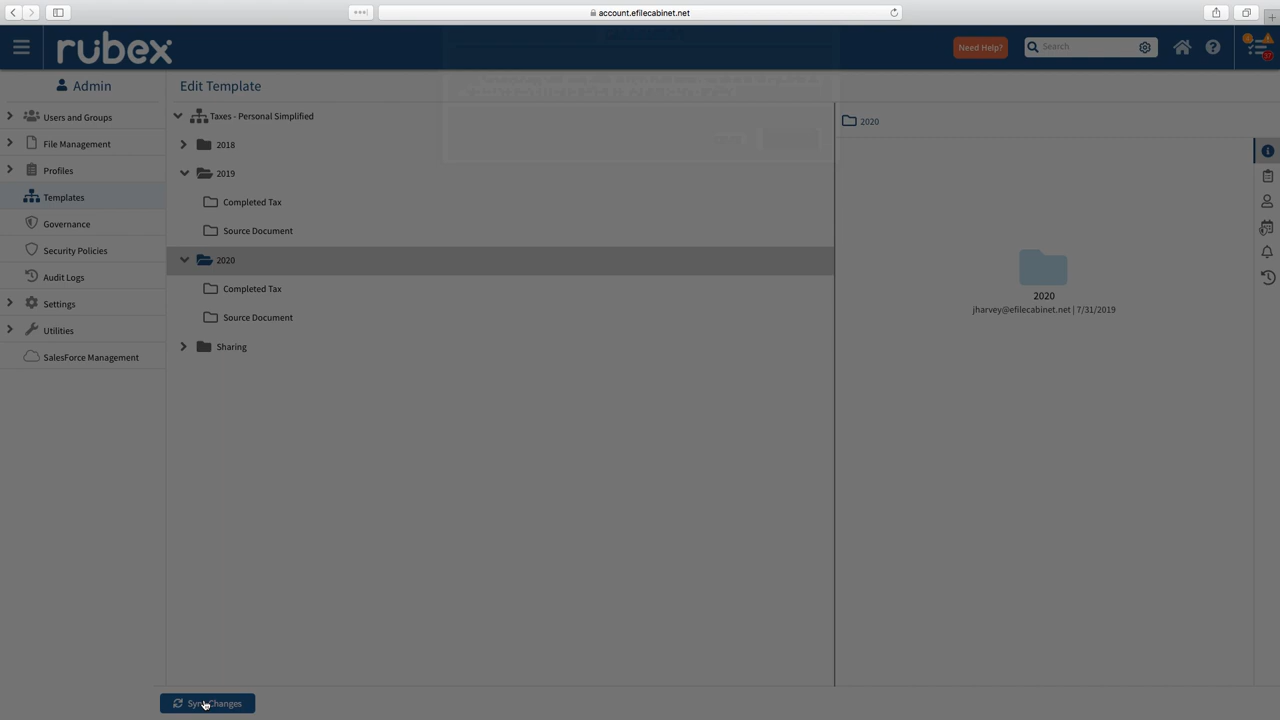 account.efilecabinet.net
rubex
Need Help?
Search
37
Admin
Edit Template
Users and Groups
File Management
Profiles
Templates
Governance
Security Policies
Audit Logs
Settings
Utilities
SalesForce Management
Taxes - Personal Simplified
2018
2019
Completed Tax
Source Document
2020
Completed Tax
Source Document
Sharing
2020
2020
jharvey@efilecabinet.net | 7/31/2019
Sync Changes